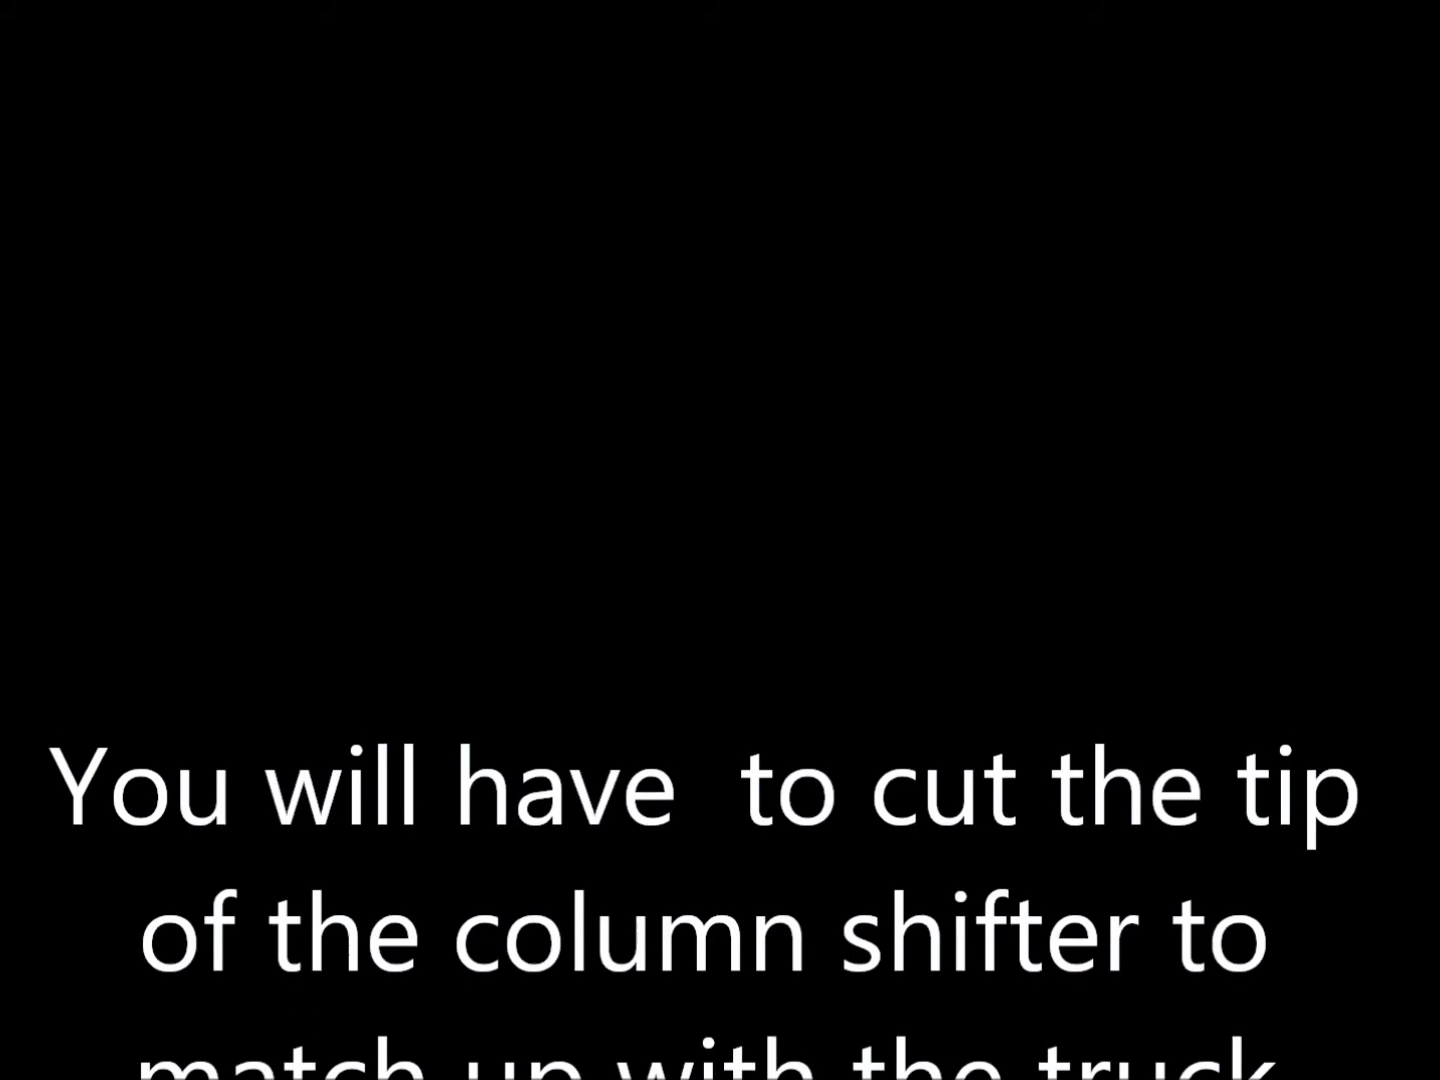 You will have  to cut the tip
of the column shifter to
match up with the truck